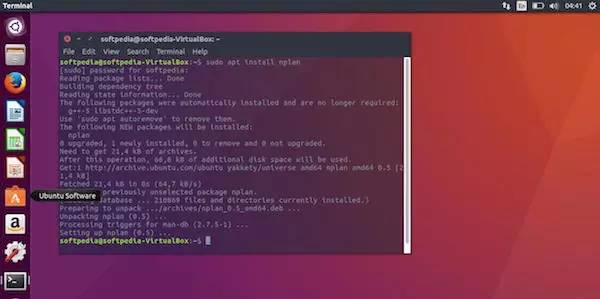 Terminal
En
04:41
softpedia@softpedia-VirtualBox: ~
File Edit View Search Terminal Help
softpedia@softpedia-VirtualBox:~$ sudo apt install nplan
[sudo] password for softpedia:
Reading package lists... Done
Building dependency tree
Reading state information... Done
The following packages were automatically installed and are no longer required:
g++-5 libstdc++-5-dev
Use 'sudo apt autoremove' to remove them.
The following NEW packages will be installed:
nplan
0 upgraded, 1 newly installed, 0 to remove and 0 not upgraded.
Need to get 21,4 kB of archives.
After this operation, 66,6 kB of additional disk space will be used.
Get:1 http://archive.ubuntu.com/ubuntu yakkety/universe amd64 nplan amd64 0.5 [2
1,4 kB]
Fetched 21,4 kB in 0s (64,7 kB/s)
previously unselected package nplan.
database ... 210869 files and directories currently installed.)
Preparing to unpack .../archives/nplan_0.5_amd64.deb ...
Unpacking nplan (0.5) ...
Processing triggers for man-db (2.7.5-1) ...
Setting up nplan (0.5) ...
softpedia@softpedia-VirtualBox:~$
Ubuntu Software